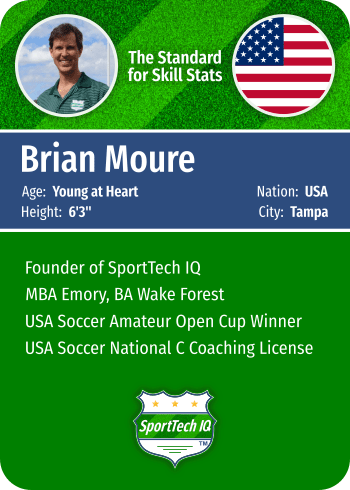 The Standard
for Skill Stats
Brian Moure
Age: Young at Heart
Nation: USA
Height: 6'3"
City: Tampa
Founder of SportTech IQ
MBA Emory, BA Wake Forest
USA Soccer Amateur Open Cup Winner
USA Soccer National C Coaching License
SportTech IQ
TM